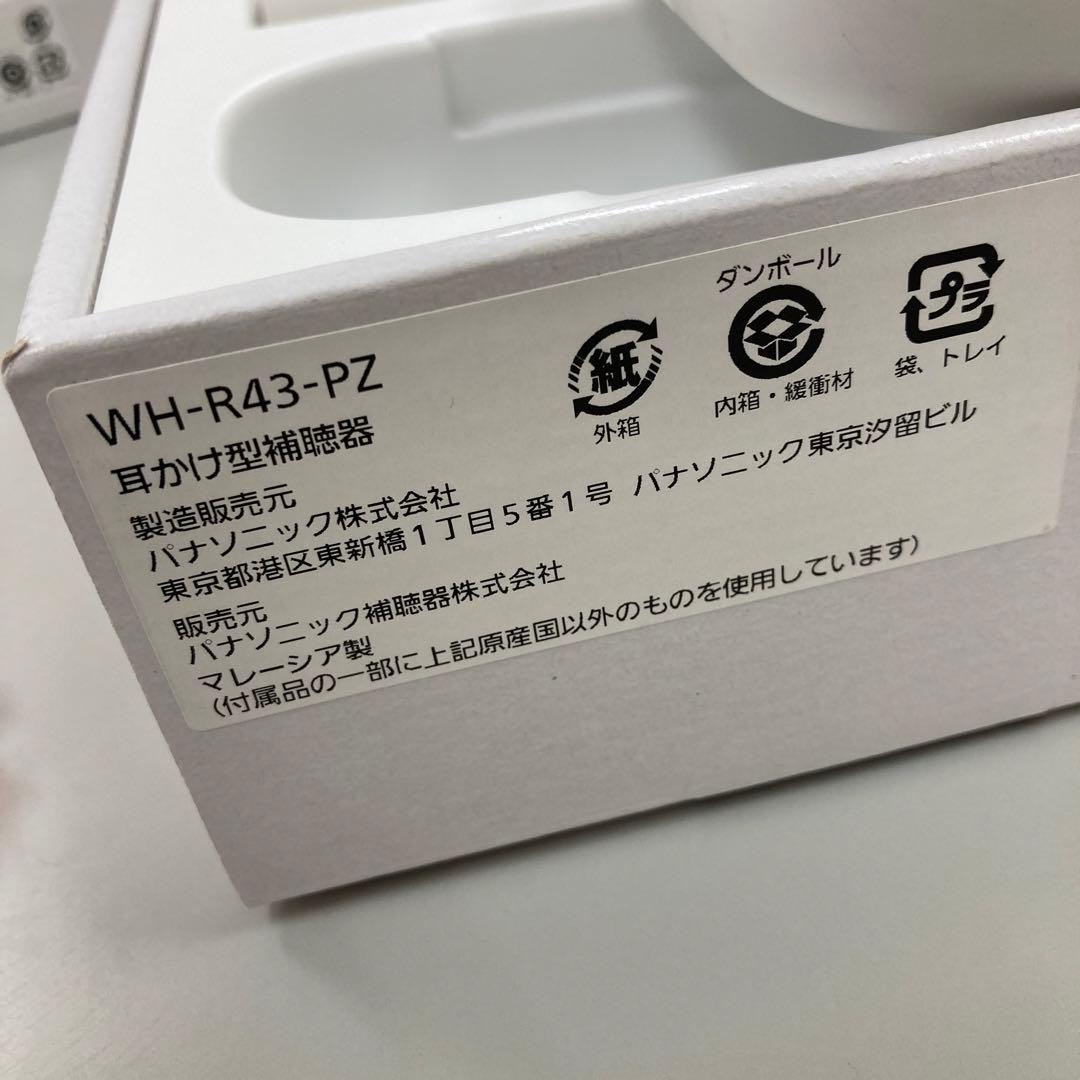 WH-R43-PZ
耳かけ型補聴器
製造販売元
パナソニック株式会社
東京都港区東新橋1丁目5番1号 パナソニック東京汐留ビル
販売元
パナソニック補聴器株式会社
マレーシア製
(付属品の一部に上記原産国以外のものを使用しています)
紙
外箱
ダンボール
内箱・緩衝材
プラ
袋、トレイ